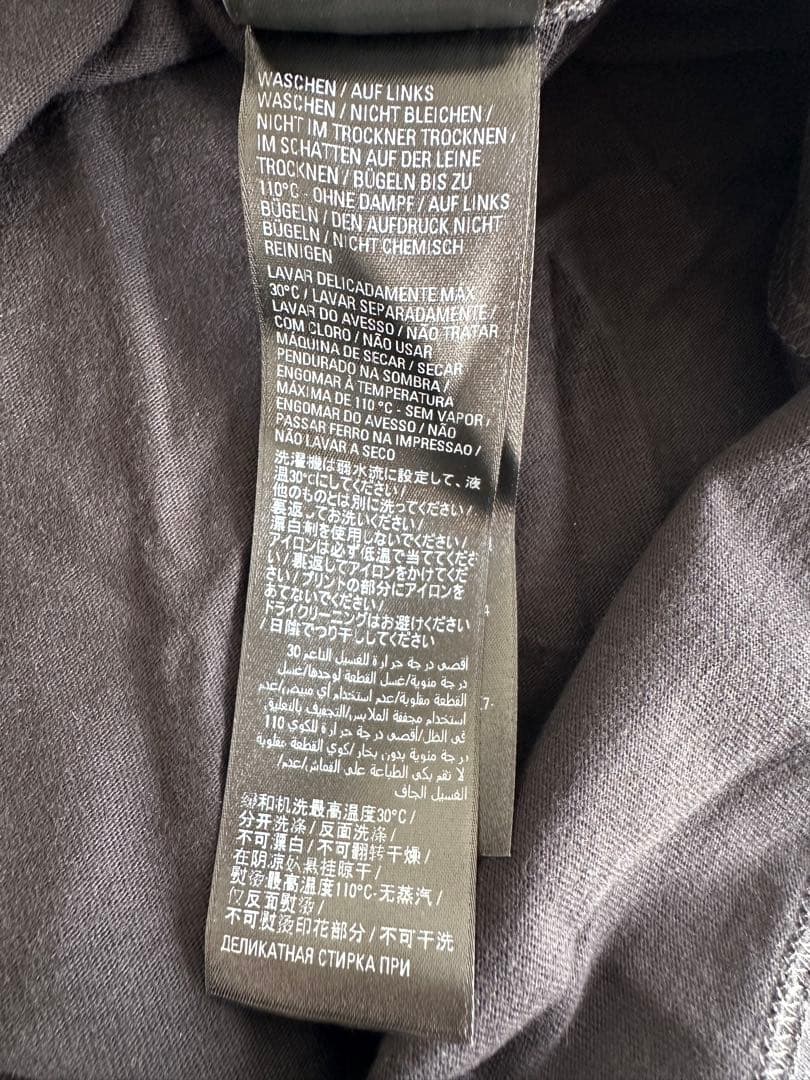 WASCHEN / AUF LINKS
WASCHEN / NICHT BLEICHEN /
NICHT IM TROCKNER TROCKNEN /
IM SCHATTEN AUF DER LEINE
TROCKNEN / BÜGELN BIS ZU
110°C - OHNE DAMPF / AUF LINKS
BÜGELN / DEN AUFDRUCK NICHT
BÜGELN / NICHT CHEMISCH
REINIGEN
LAVAR DELICADAMENTE MÁX
30°C / LAVAR SEPARADAMENTE /
LAVAR DO AVESSO / NÃO TRATAR
COM CLORO / NÃO USAR
MÁQUINA DE SECAR / SECAR
PENDURADO NA SOMBRA /
ENGOMAR À TEMPERATURA
MÁXIMA DE 110 °C - SEM VAPOR /
ENGOMAR DO AVESSO / NÃO
PASSAR FERRO NA IMPRESSAO /
NÃO LAVAR A SECO
洗濯機は弱水流に設定して、液
温30°Cにしてください/
他のものとは別に洗ってください/
裏返してお洗いください/
漂白剤を使用しないでください/
アイロンは必ず低温で当ててくださ
い/裏返してアイロンをかけてくだ
さい/プリントの部分にアイロンを
あてないでください/
ドライクリーニングはお避けください
/日陰でつり干ししてください
أقصى درجة حرارة للغسيل الناعم 30
درجة مئوية/غسل القطعة لوحدها/غسل
القطعة مقلوبة/عدم استخدام أي مبيض/عدم
استخدام مجففة الملابس/التجفيف بالتعليق
في الظل/أقصى درجة حرارة للكوي 110
درجة مئوية بدون بخار/كوي القطعة مقلوبة
لا تقم بكي الطباعة على القماش/عدم/
الغسيل الجاف
缓和机洗最高温度30°C/
分开洗涤/反面洗涤/
不可漂白/不可翻转干燥/
在阴凉处悬挂晾干/
熨烫最高温度110°C-无蒸汽/
仅反面熨烫/
不可熨烫印花部分/不可干洗
ДЕЛИКАТНАЯ СТИРКА ПРИ
4
7-